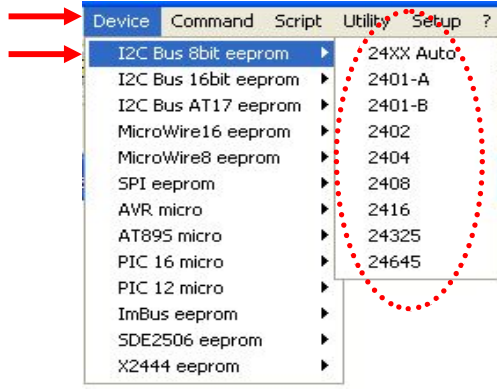 Device Command Script Utility Setup ?
I2C Bus 8bit eeprom
I2C Bus 16bit eeprom
I2C Bus AT17 eeprom
MicroWire16 eeprom
MicroWire8 eeprom
SPI eeprom
AVR micro
AT89S micro
PIC 16 micro
PIC 12 micro
ImBus eeprom
SDE2506 eeprom
X2444 eeprom
24XX Auto
2401-A
2401-B
2402
2404
2408
2416
24325
24645